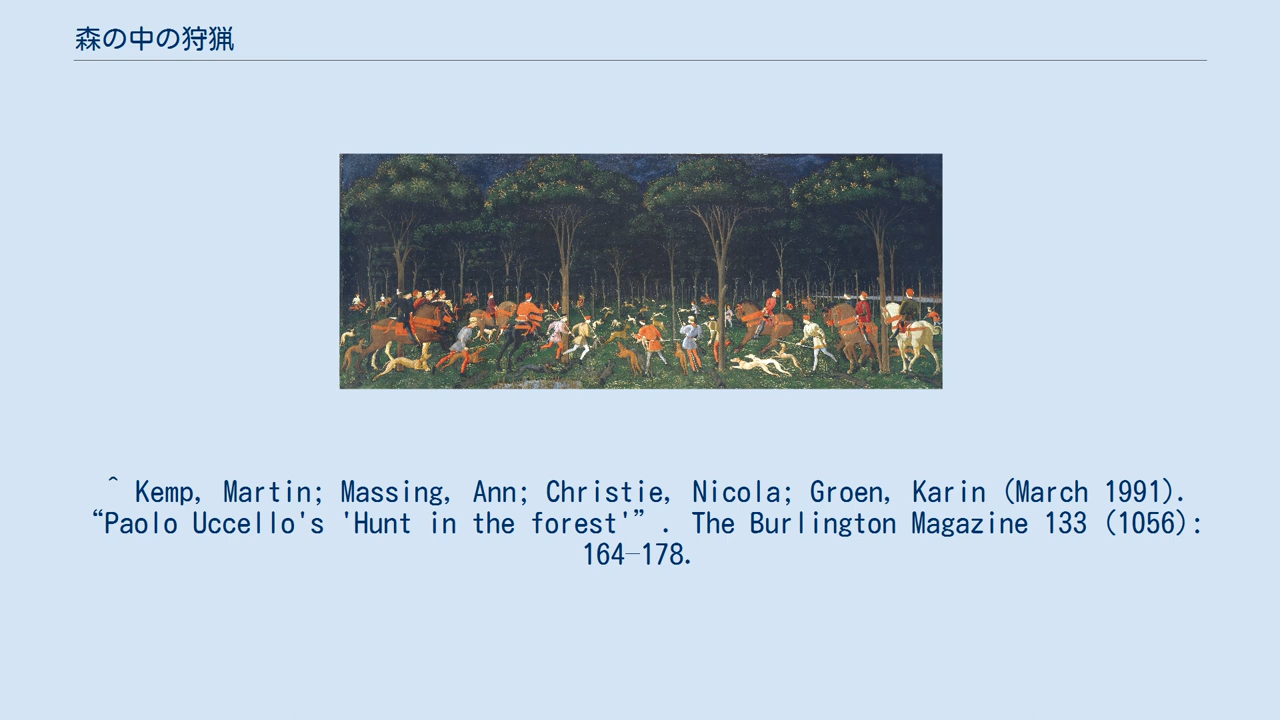 森の中の狩猟
^ Kemp, Martin; Massing, Ann; Christie, Nicola; Groen, Karin (March 1991).
“Paolo Uccello's 'Hunt in the forest'”. The Burlington Magazine 133 (1056):
164–178.